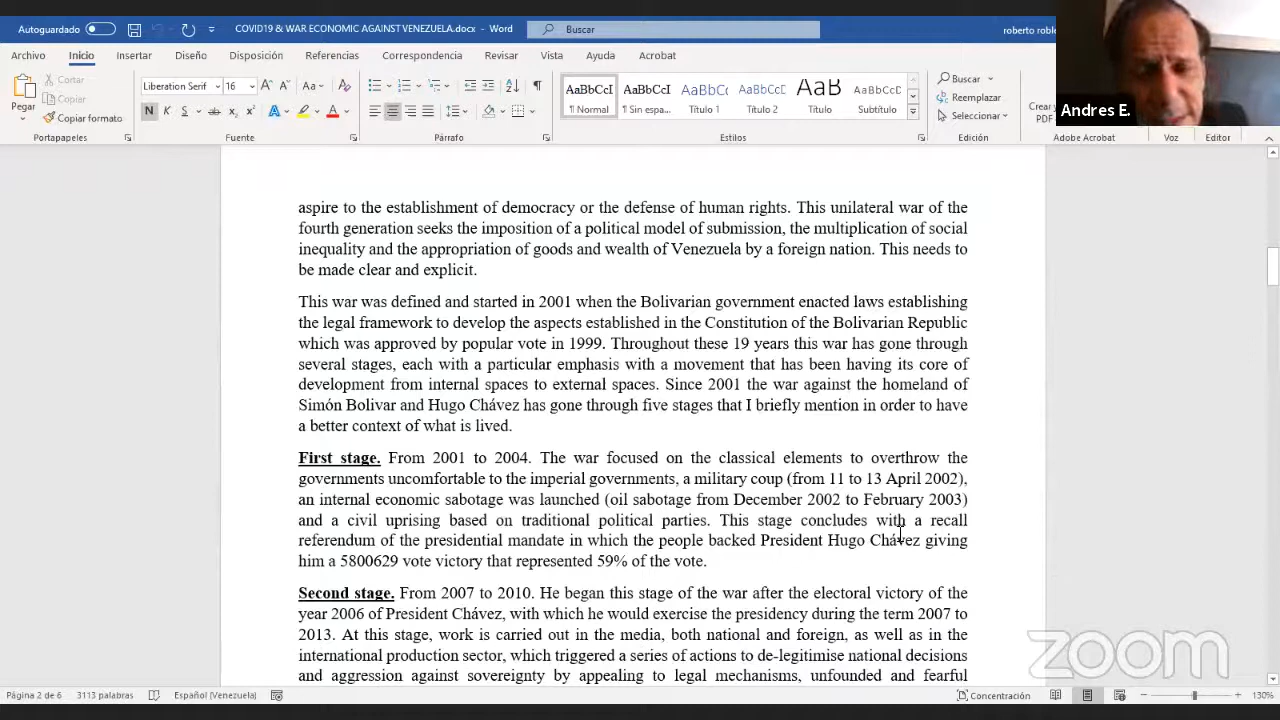 Autoguardado
COVID19 & WAR ECONOMIC AGAINST VENEZUELA.docx - Word
Buscar
roberto roble
Archivo Inicio Insertar Diseño Disposición Referencias Correspondencia Revisar Vista Ayuda Acrobat
Pegar
Cortar
Copiar
Copiar formato
Portapapeles
Liberation Serif 16
N K S ab x₂ x²
Fuente
Párrafo
AaBbCcI AaBbCcI AaBbCc AaBbCcD AaB AaBbCcD
¶ Normal ¶ Sin espa... Título 1 Título 2 Título Subtítulo
Estilos
Buscar
Reemplazar
Seleccionar
Edición
Crear y
PDF
Adobe Acrobat
Voz
Editor
Andres E.
aspire to the establishment of democracy or the defense of human rights. This unilateral war of the
fourth generation seeks the imposition of a political model of submission, the multiplication of social
inequality and the appropriation of goods and wealth of Venezuela by a foreign nation. This needs to
be made clear and explicit.
This war was defined and started in 2001 when the Bolivarian government enacted laws establishing
the legal framework to develop the aspects established in the Constitution of the Bolivarian Republic
which was approved by popular vote in 1999. Throughout these 19 years this war has gone through
several stages, each with a particular emphasis with a movement that has been having its core of
development from internal spaces to external spaces. Since 2001 the war against the homeland of
Simón Bolivar and Hugo Chávez has gone through five stages that I briefly mention in order to have
a better context of what is lived.
First stage. From 2001 to 2004. The war focused on the classical elements to overthrow the
governments uncomfortable to the imperial governments, a military coup (from 11 to 13 April 2002),
an internal economic sabotage was launched (oil sabotage from December 2002 to February 2003)
and a civil uprising based on traditional political parties. This stage concludes with a recall
referendum of the presidential mandate in which the people backed President Hugo Chávez giving
him a 5800629 vote victory that represented 59% of the vote.
Second stage. From 2007 to 2010. He began this stage of the war after the electoral victory of the
year 2006 of President Chávez, with which he would exercise the presidency during the term 2007 to
2013. At this stage, work is carried out in the media, both national and foreign, as well as in the
international production sector, which triggered a series of actions to de-legitimise national decisions
and aggression against sovereignty by appealing to legal mechanisms, unfounded and fearful
zoom
Página 2 de 6 3113 palabras Español (Venezuela) Concentración 130%